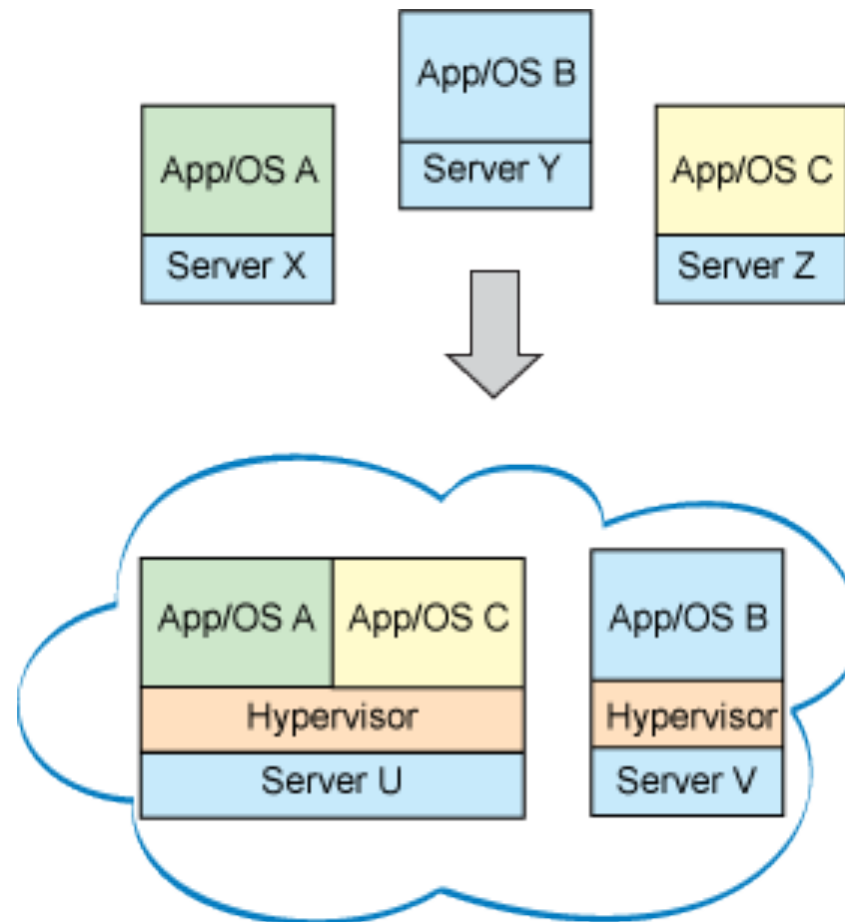 App/OS B
Server Y
App/OS A
Server X
App/OS C
Server Z
App/OS A
App/OS C
Hypervisor
Server U
App/OS B
Hypervisor
Server V